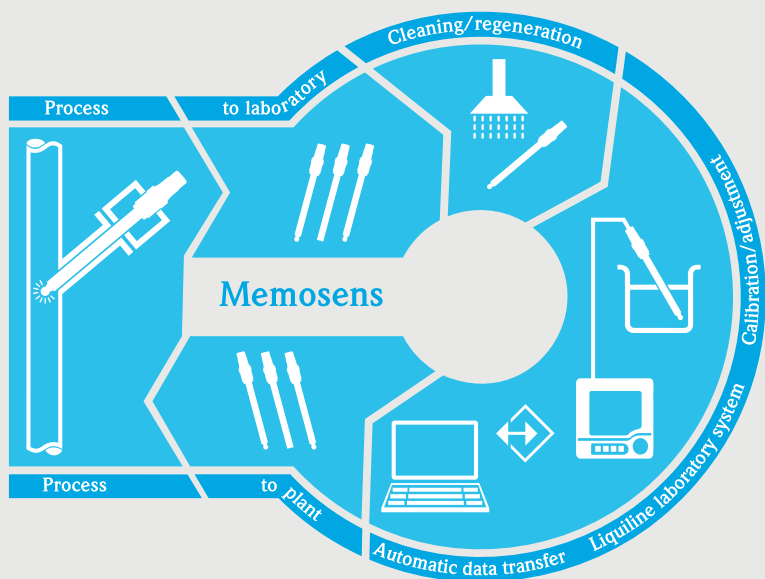 Process
to laboratory
Cleaning/regeneration
Calibration/adjustment
Memosens
Process
to plant
Automatic data transfer
Liquiline laboratory system